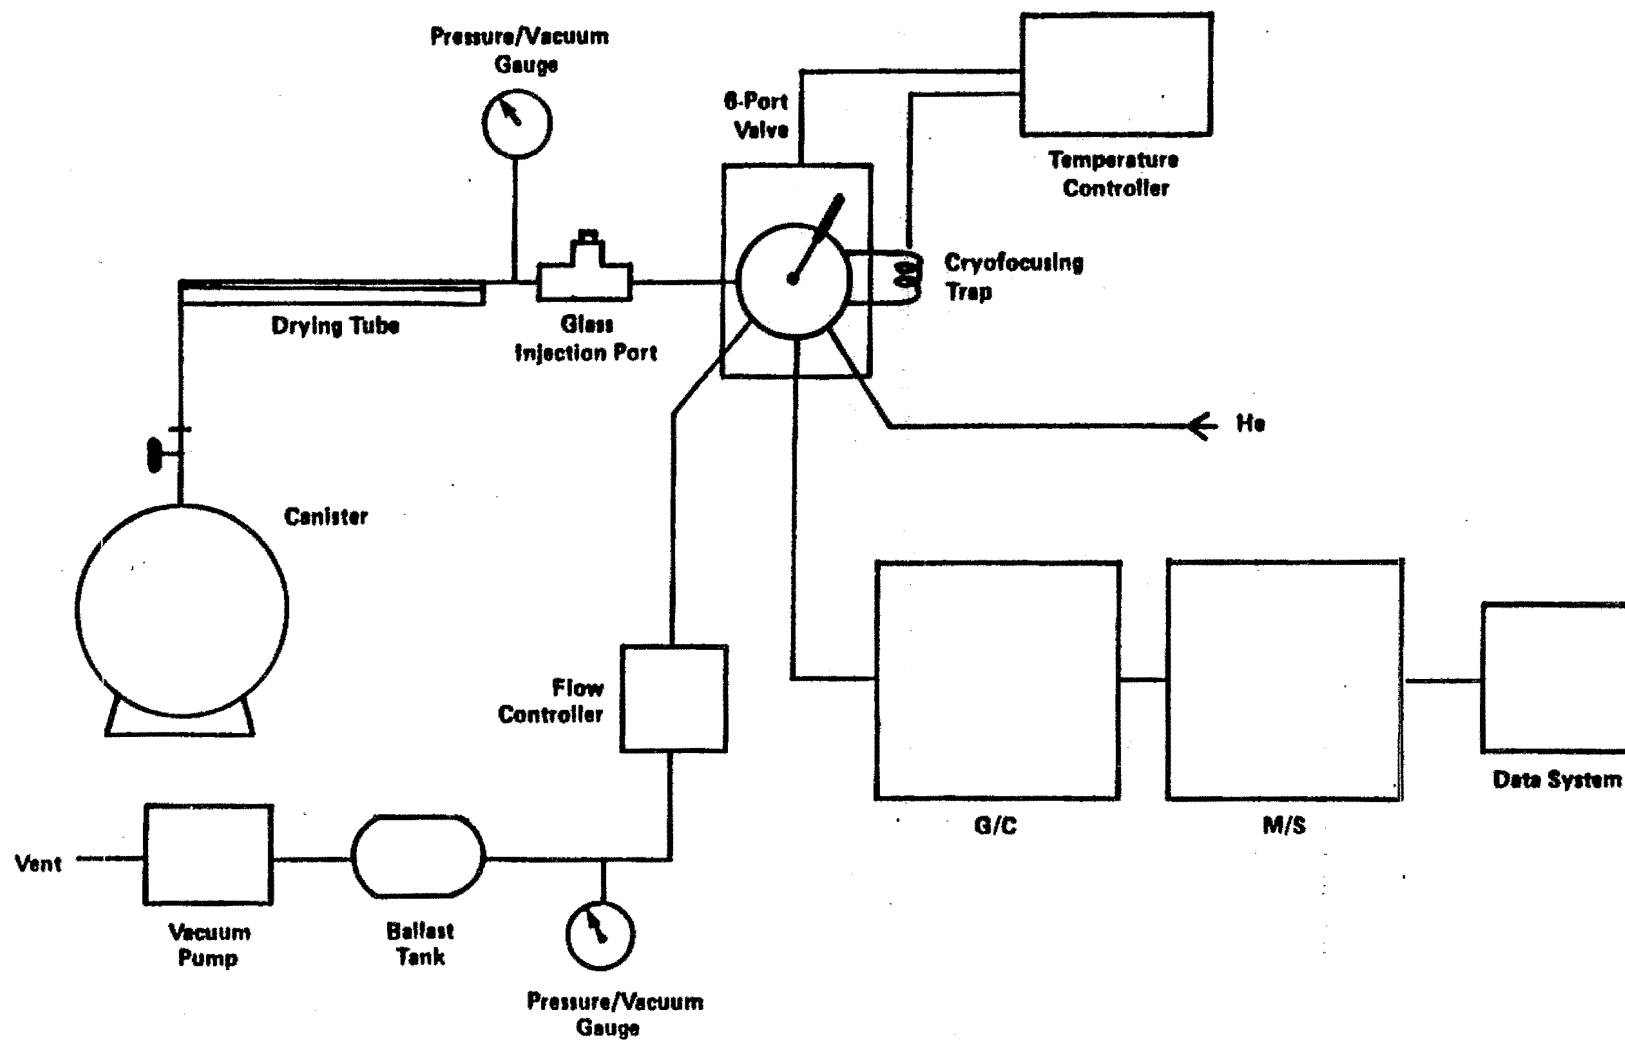 Pressure/Vacuum
Gauge
6-Port
Valve
Temperature
Controller
Cryofocusing
Trap
Drying Tube
Glass
Injection Port
He
Canister
Flow
Controller
Data System
G/C
M/S
Vent
Vacuum
Pump
Ballast
Tank
Pressure/Vacuum
Gauge